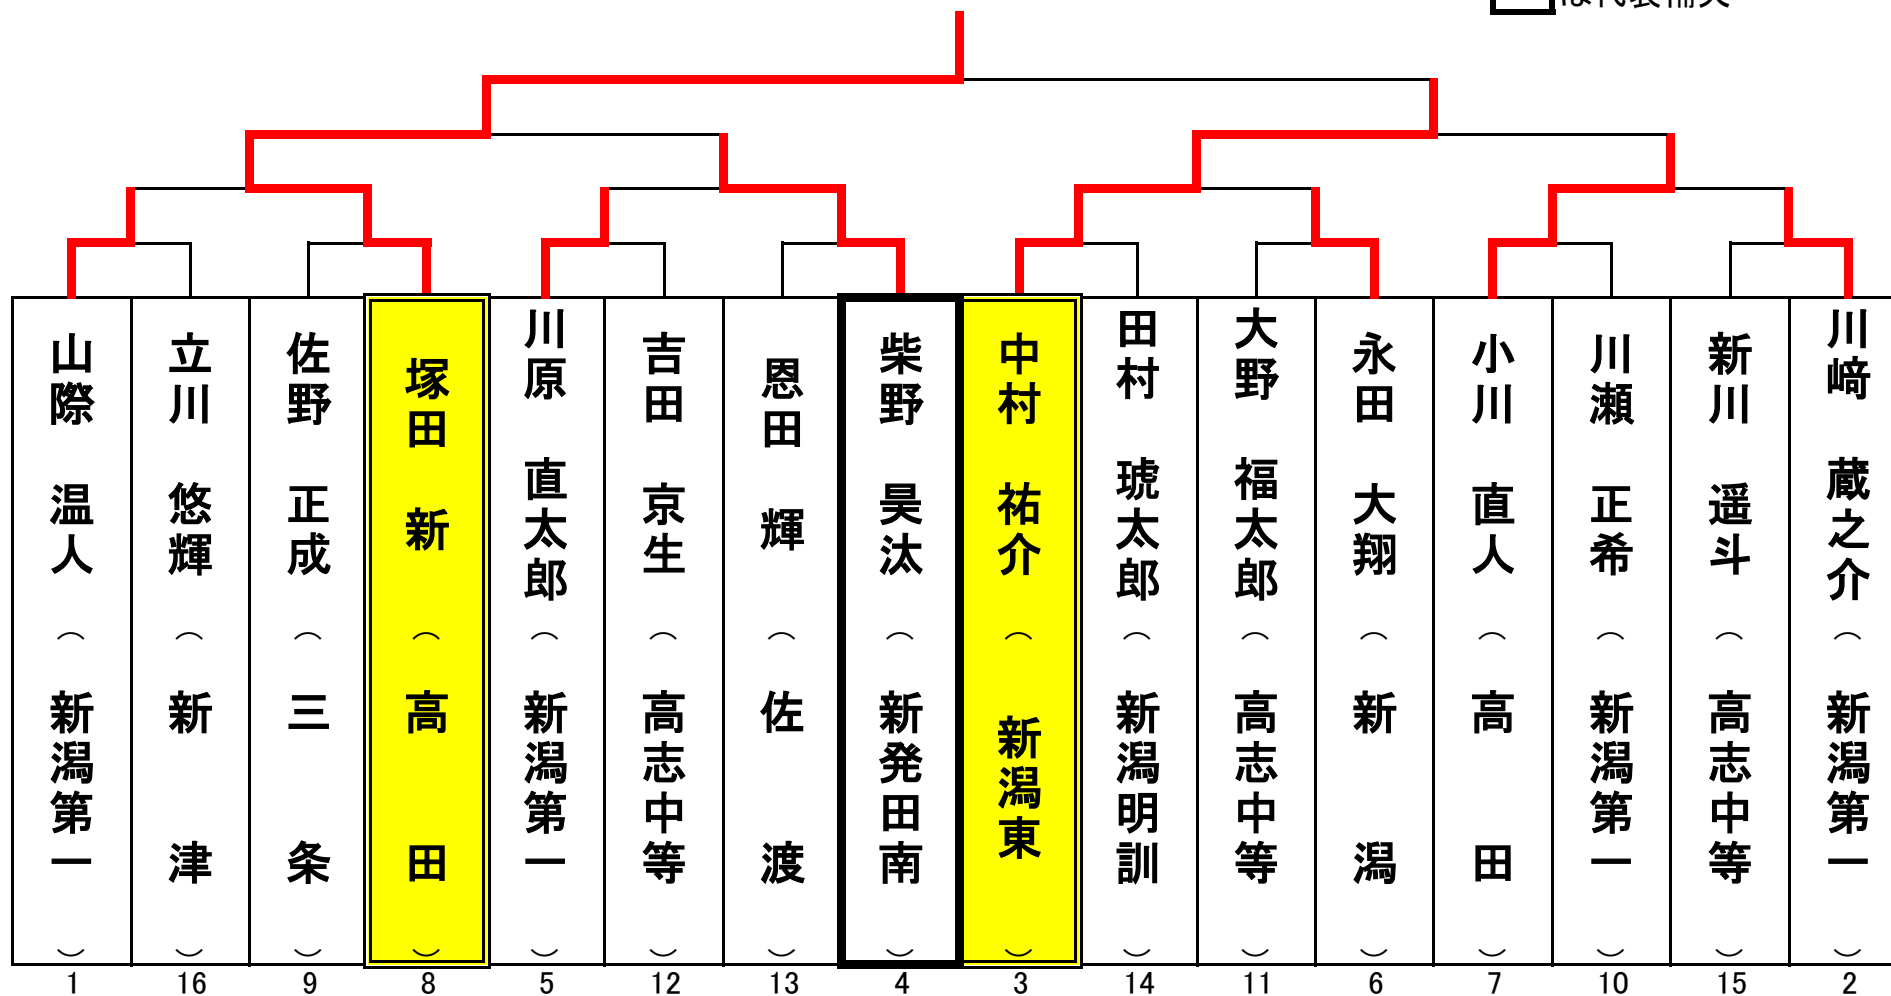 は代表補欠
山際 温人 （新潟第一）
立川 悠輝 （新津）
佐野 正成 （三条）
塚田 新 （高田）
川原 直太郎 （新潟第一）
吉田 京生 （高志中等）
恩田 輝 （佐渡）
柴野 昊汰 （新発田南）
中村 祐介 （新潟東）
田村 琥太郎 （新潟明訓）
大野 福太郎 （高志中等）
永田 大翔 （新潟）
小川 直人 （高田）
川瀬 正希 （新潟第一）
新川 遥斗 （高志中等）
川﨑 蔵之介 （新潟第一）
1 16 9 8 5 12 13 4 3 14 11 6 7 10 15 2